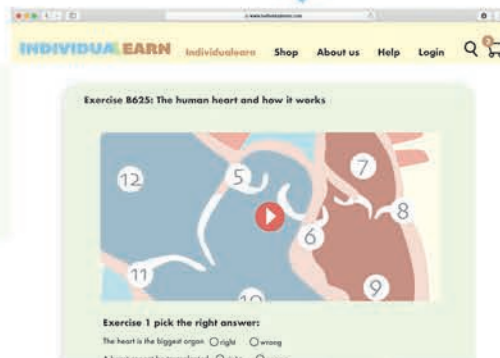 INDIVIDUALEARN Individualearn Shop About us Help Login
Exercise B625: The human heart and how it works
12 5 7
8
6
11 9
10
Exercise 1 pick the right answer:
The heart is the biggest organ right wrong